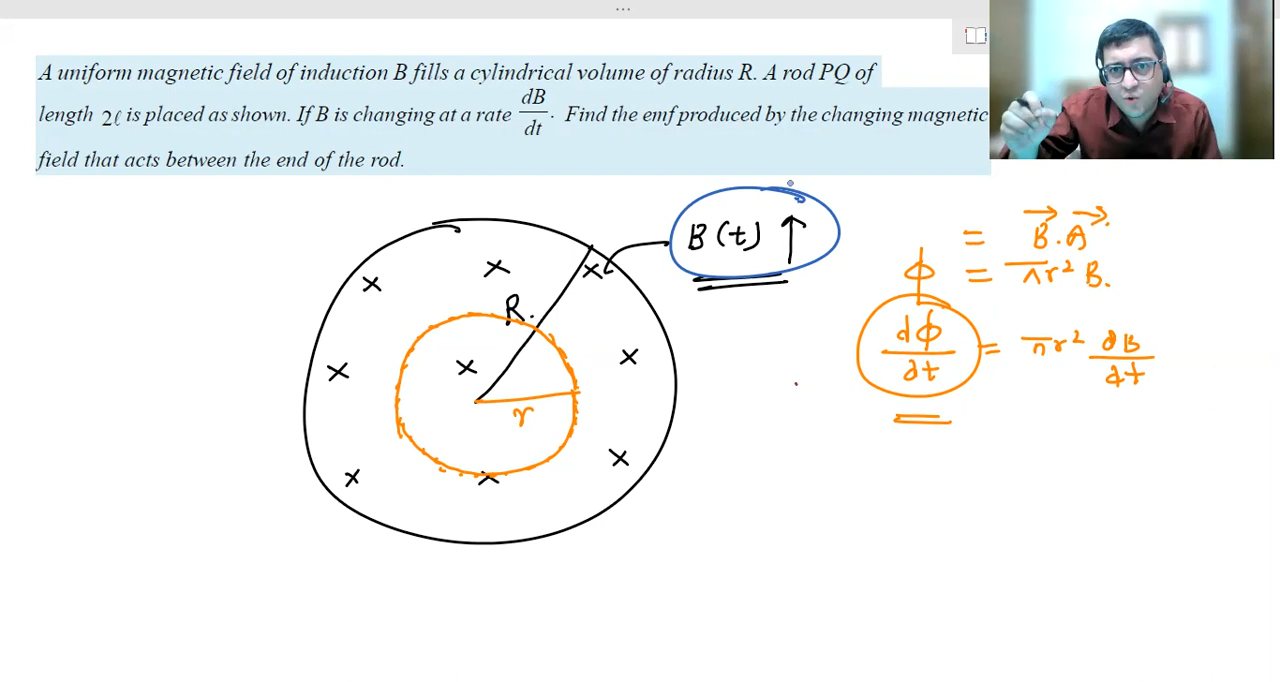 A uniform magnetic field of induction B fills a cylindrical volume of radius R. A rod PQ of
length 2ℓ is placed as shown. If B is changing at a rate dB/dt. Find the emf produced by the changing magnetic
field that acts between the end of the rod.
B(t) ↑
= B⃗.A⃗.
ϕ = πr² B.
dϕ/dt = πr² dB/dt
R.
r